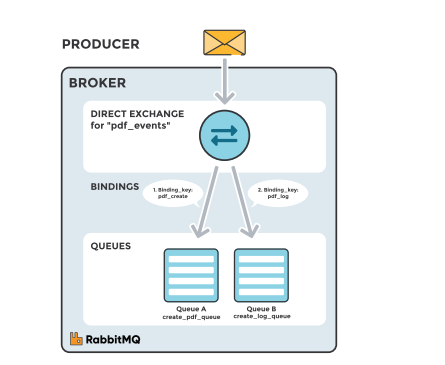 PRODUCER
BROKER
DIRECT EXCHANGE
for "pdf_events"
BINDINGS
1. Binding_key:
pdf_create
2. Binding_key:
pdf_log
QUEUES
Queue A
create_pdf_queue
Queue B
create_log_queue
RabbitMQ